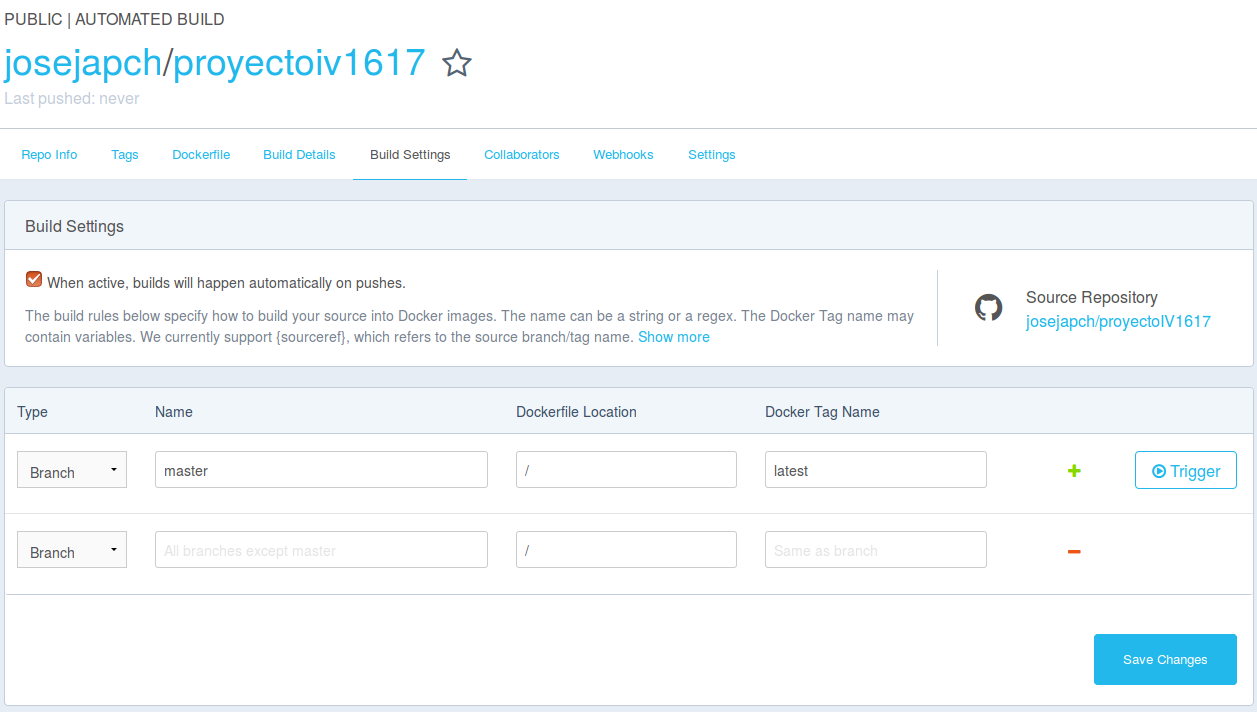 PUBLIC | AUTOMATED BUILD
josejapch/proyectoiv1617
Last pushed: never
Repo Info Tags Dockerfile Build Details Build Settings Collaborators Webhooks Settings
Build Settings
When active, builds will happen automatically on pushes.
The build rules below specify how to build your source into Docker images. The name can be a string or a regex. The Docker Tag name may
contain variables. We currently support {sourceref}, which refers to the source branch/tag name. Show more
Source Repository
josejapch/proyectoIV1617
Type Name Dockerfile Location Docker Tag Name
Branch master / latest Trigger
Branch All branches except master / Same as branch
Save Changes